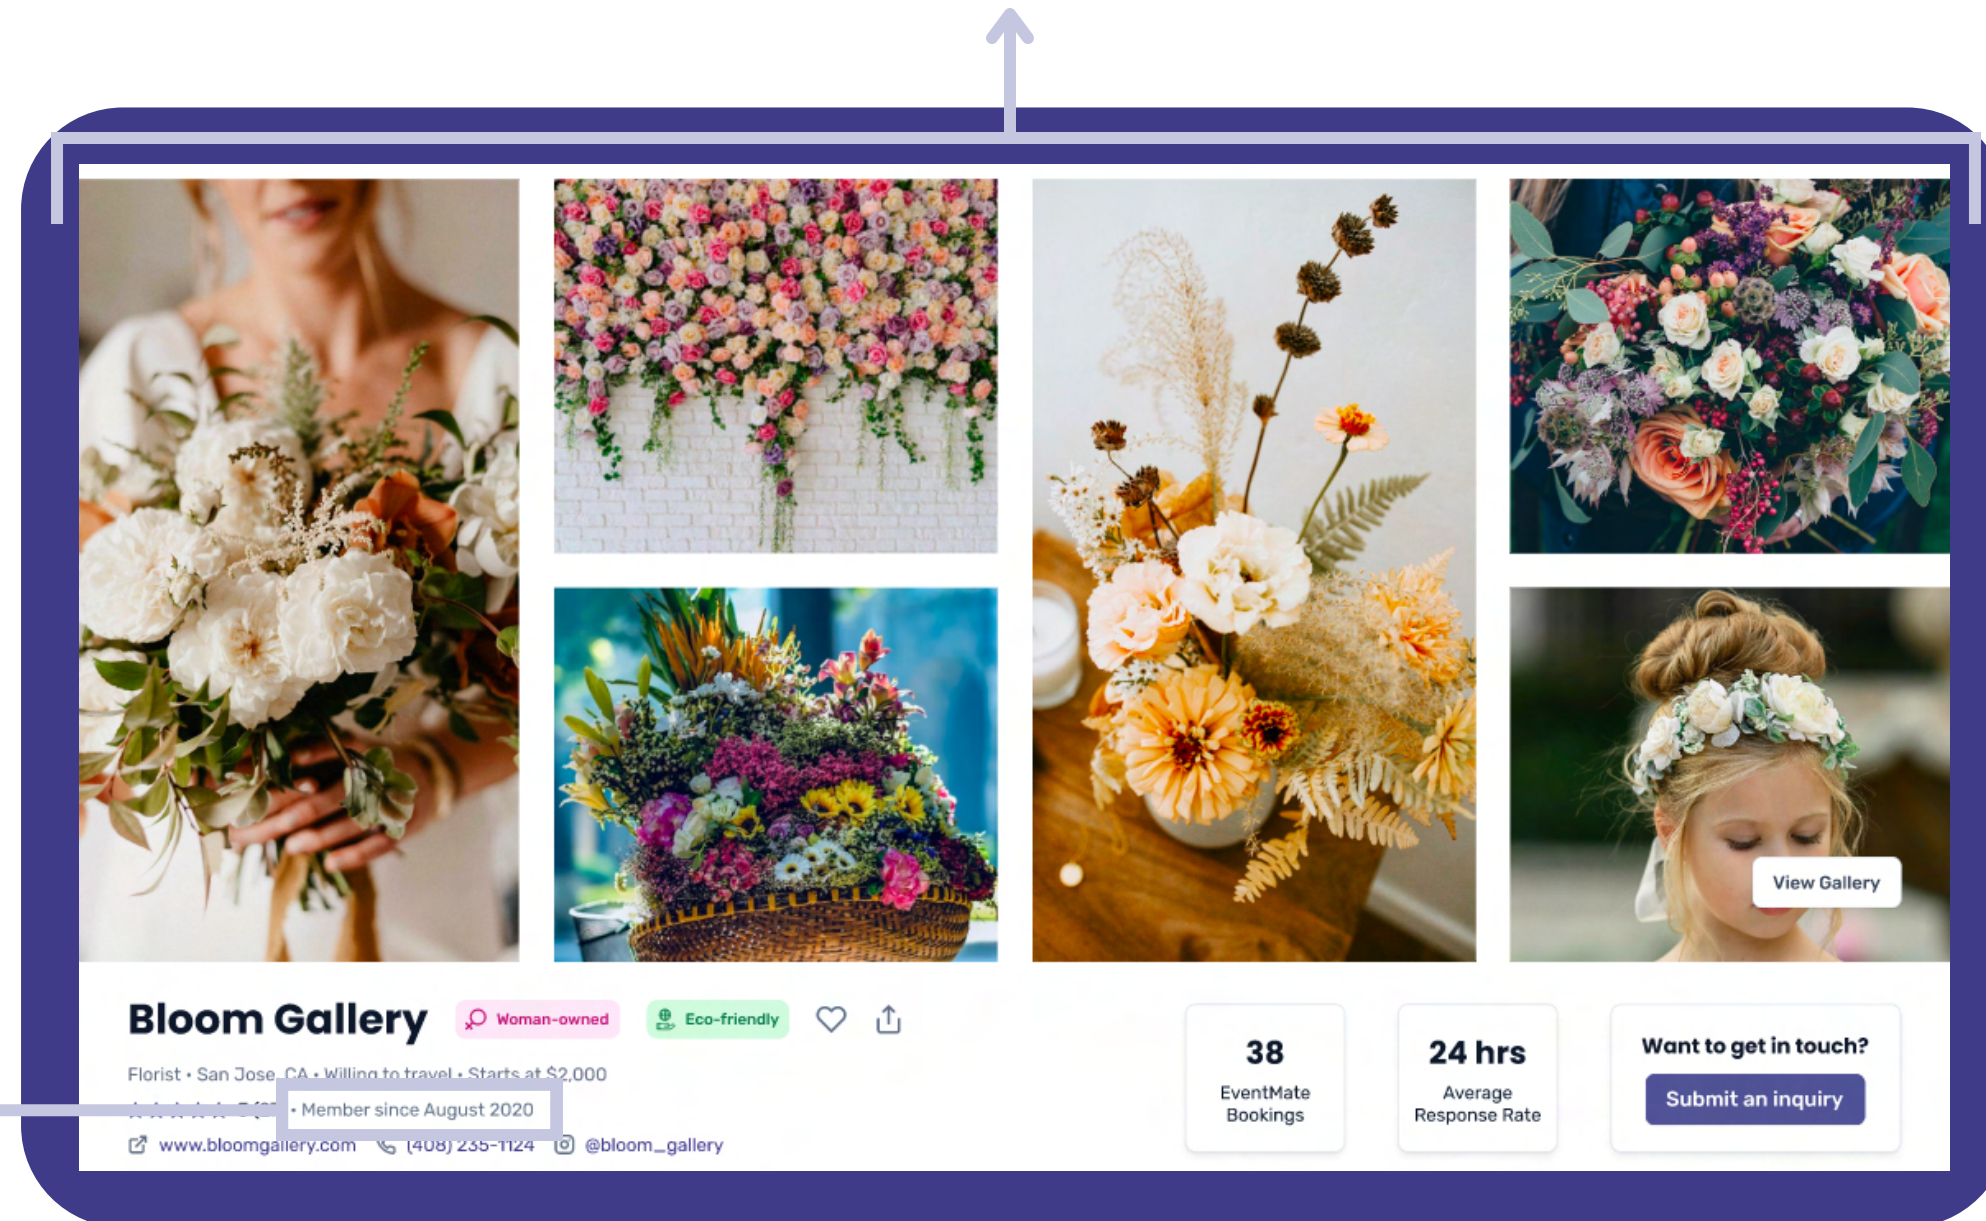 View Gallery
Bloom Gallery
Woman-owned
Eco-friendly
Florist • San Jose, CA • Willing to travel • Starts at $2,000
• Member since August 2020
www.bloomgallery.com (408) 235-1124 @bloom_gallery
38
EventMate
Bookings
24 hrs
Average
Response Rate
Want to get in touch?
Submit an inquiry